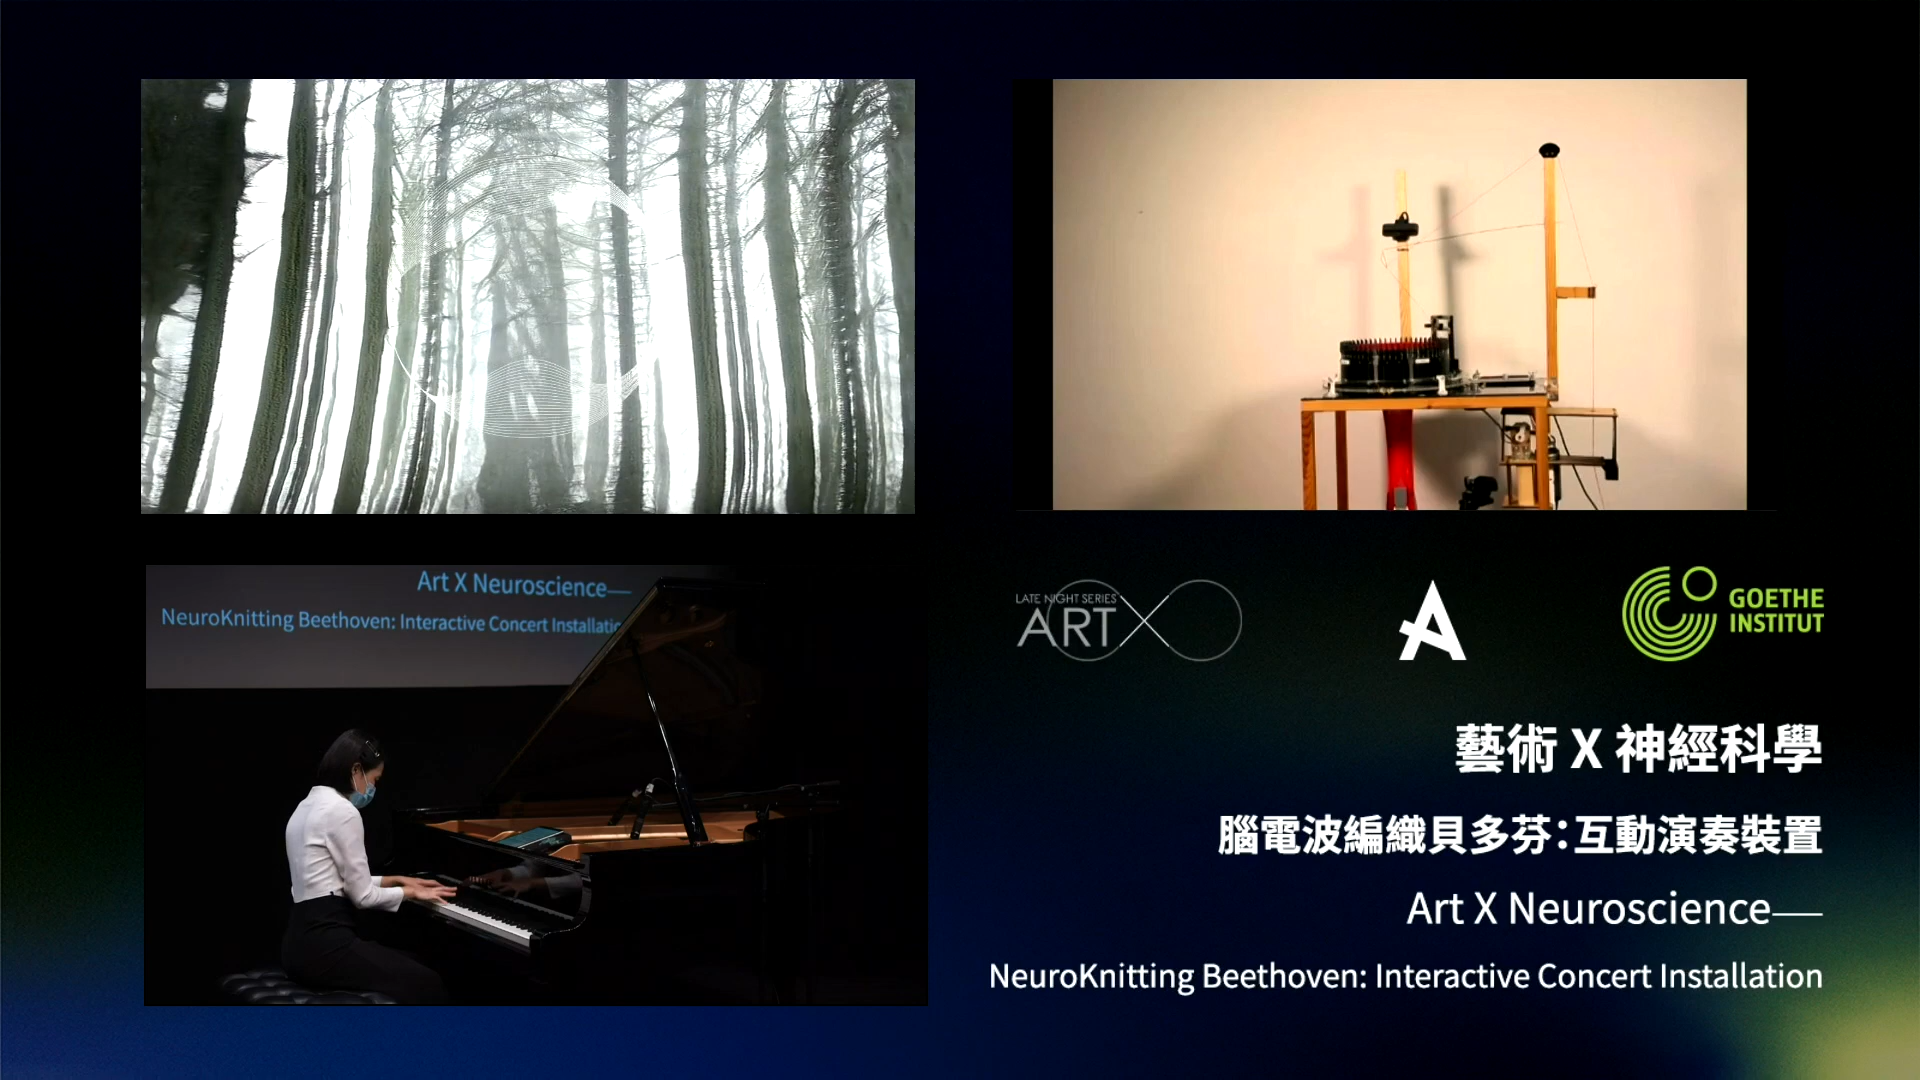 Art X Neuroscience—
NeuroKnitting Beethoven: Interactive Concert Installatio
LATE NIGHT SERIES
ART X
A
GOETHE
INSTITUT
藝術 X 神經科學
腦電波編織貝多芬：互動演奏裝置
Art X Neuroscience—
NeuroKnitting Beethoven: Interactive Concert Installation